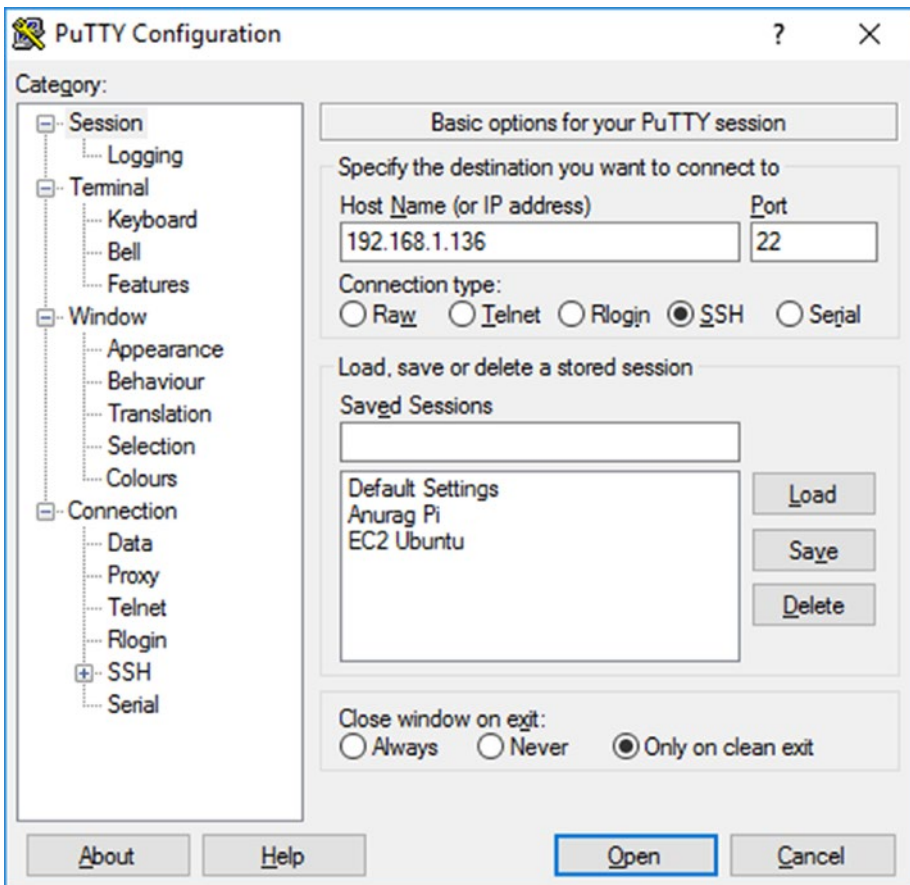 PuTTY Configuration
?
Category:
Session
Logging
Terminal
Keyboard
Bell
Features
Window
Appearance
Behaviour
Translation
Selection
Colours
Connection
Data
Proxy
Telnet
Rlogin
SSH
Serial
Basic options for your PuTTY session
Specify the destination you want to connect to
Host Name (or IP address) Port
192.168.1.136 22
Connection type:
Raw Telnet Rlogin SSH Serial
Load, save or delete a stored session
Saved Sessions
Default Settings
Anurag Pi
EC2 Ubuntu
Load
Save
Delete
Close window on exit:
Always Never Only on clean exit
About Help Open Cancel